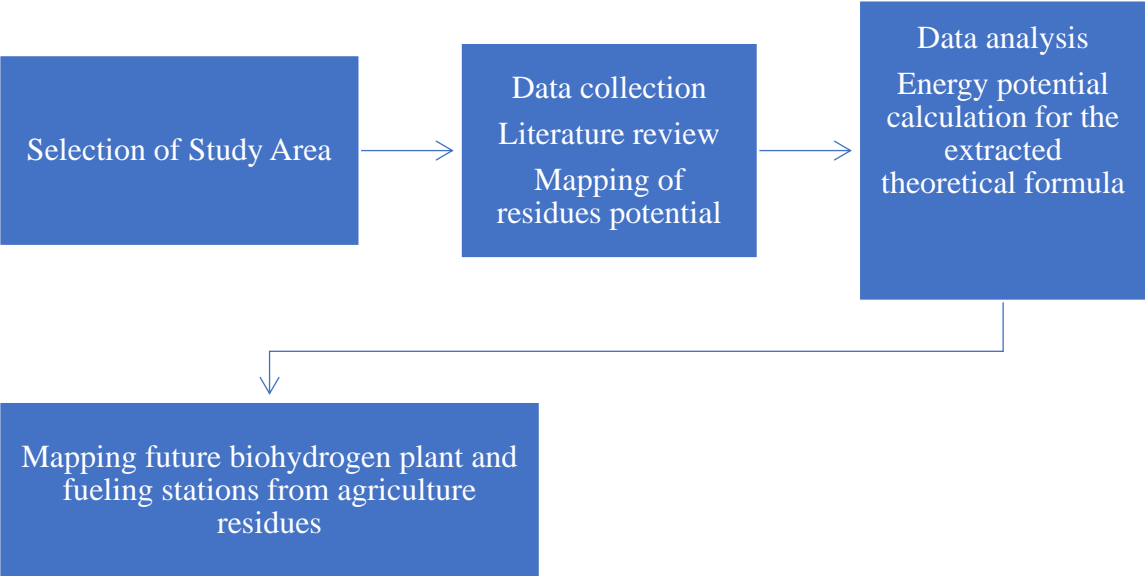 Selection of Study Area
Data collection
Literature review
Mapping of
residues potential
Data analysis
Energy potential
calculation for the
extracted
theoretical formula
Mapping future biohydrogen plant and
fueling stations from agriculture
residues